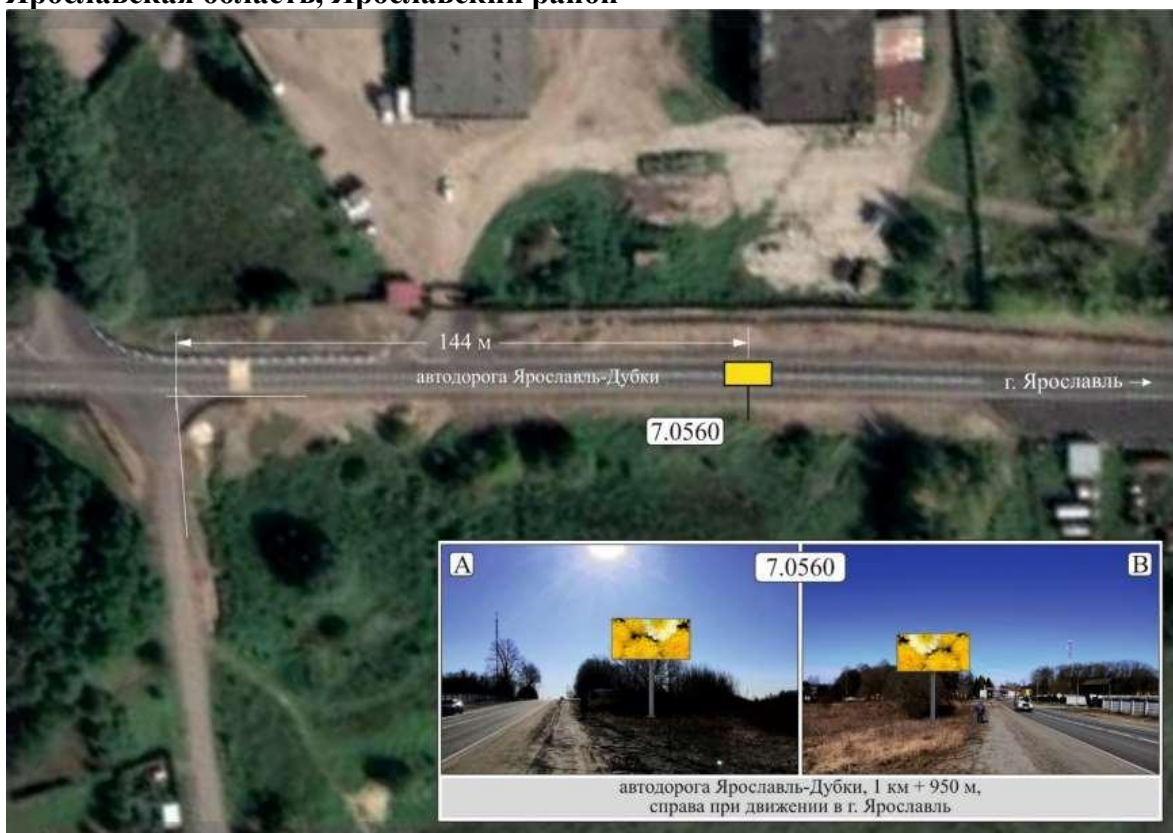 Ярославская область, Ярославский район
144 м
автодорога Ярославль-Дубки
г. Ярославль →
7.0560
A
7.0560
B
автодорога Ярославль-Дубки, 1 км + 950 м,
справа при движении в г. Ярославль